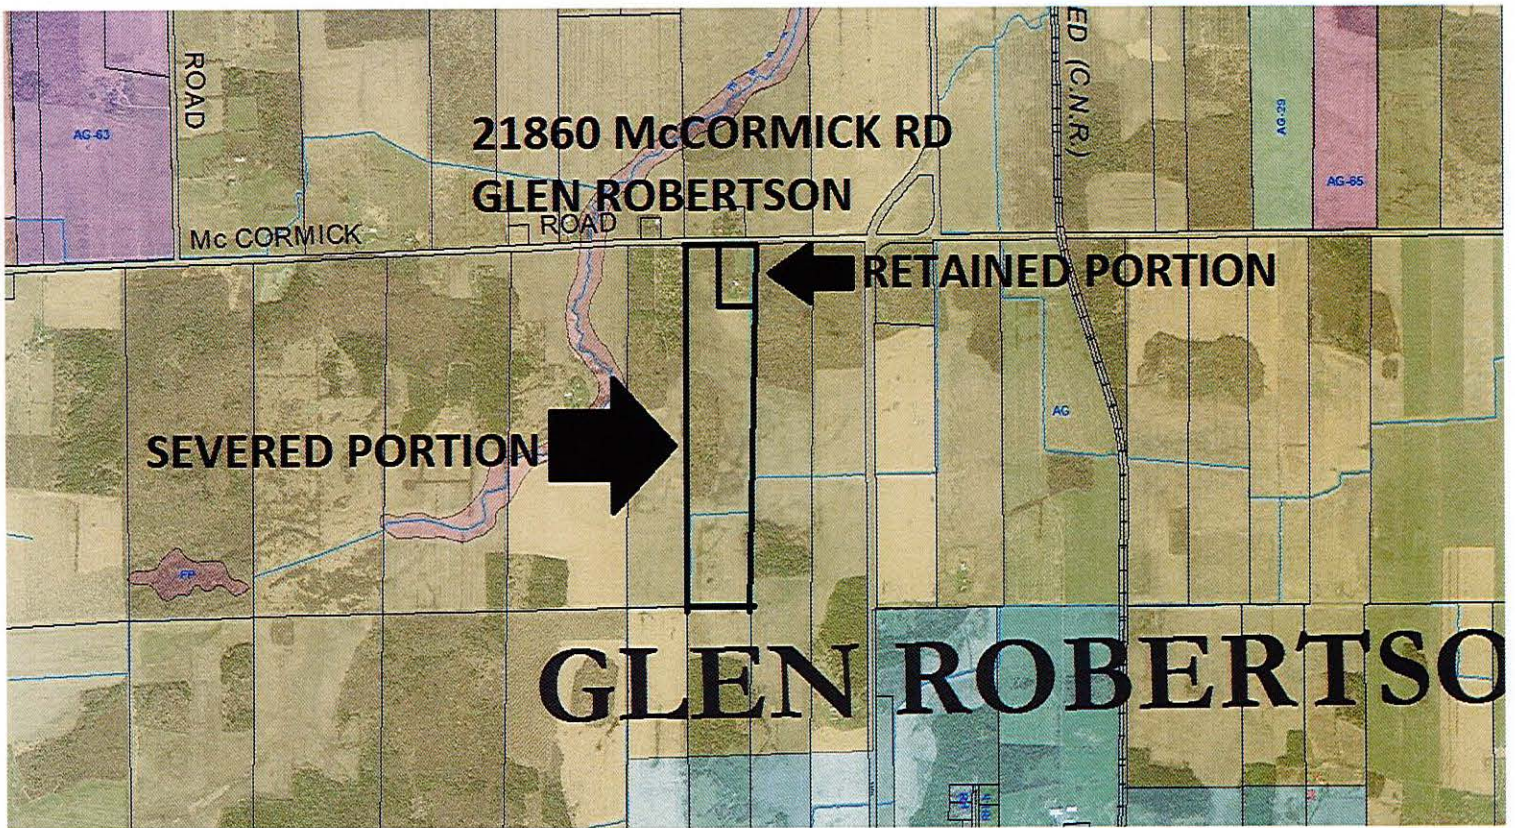 ROAD
ED (C.N.R.)
AG-63
21860 McCORMICK RD
AG-29
GLEN ROBERTSON
AG-65
Mc CORMICK
ROAD
RETAINED PORTION
AG
SEVERED PORTION
FP
GLEN ROBERTSO